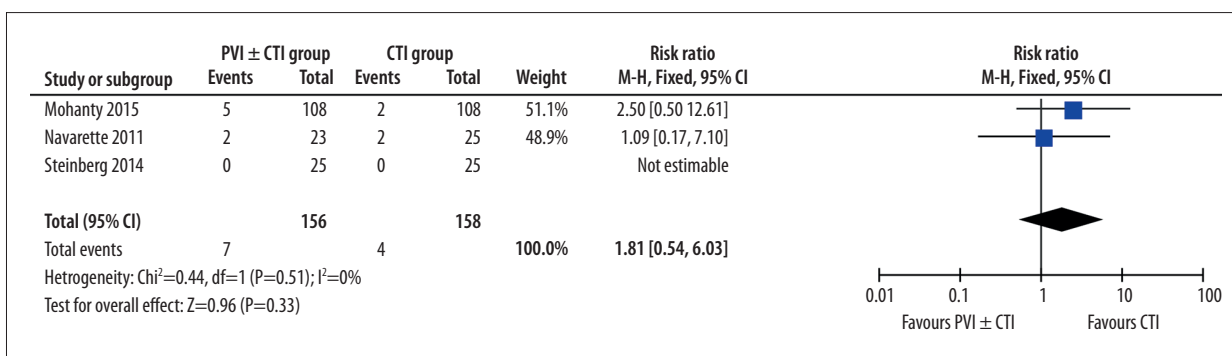 PVI ± CTI group CTI group Risk ratio Risk ratio
Study or subgroup Events Total Events Total Weight M-H, Fixed, 95% CI M-H, Fixed, 95% CI
Mohanty 2015 5 108 2 108 51.1% 2.50 [0.50 12.61]
Navarette 2011 2 23 2 25 48.9% 1.09 [0.17, 7.10]
Steinberg 2014 0 25 0 25 Not estimable
Total (95% CI) 156 158
Total events 7 4 100.0% 1.81 [0.54, 6.03]
Hetrogeneity: Chi²=0.44, df=1 (P=0.51); I²=0%
Test for overall effect: Z=0.96 (P=0.33)
0.01 0.1 1 10 100
Favours PVI ± CTI Favours CTI